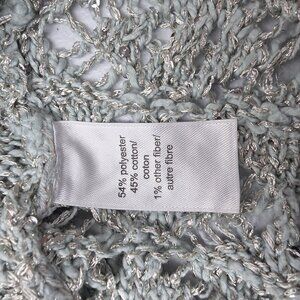 54% polyester
45% cotton/
coton
1% other fiber/
autre fibre